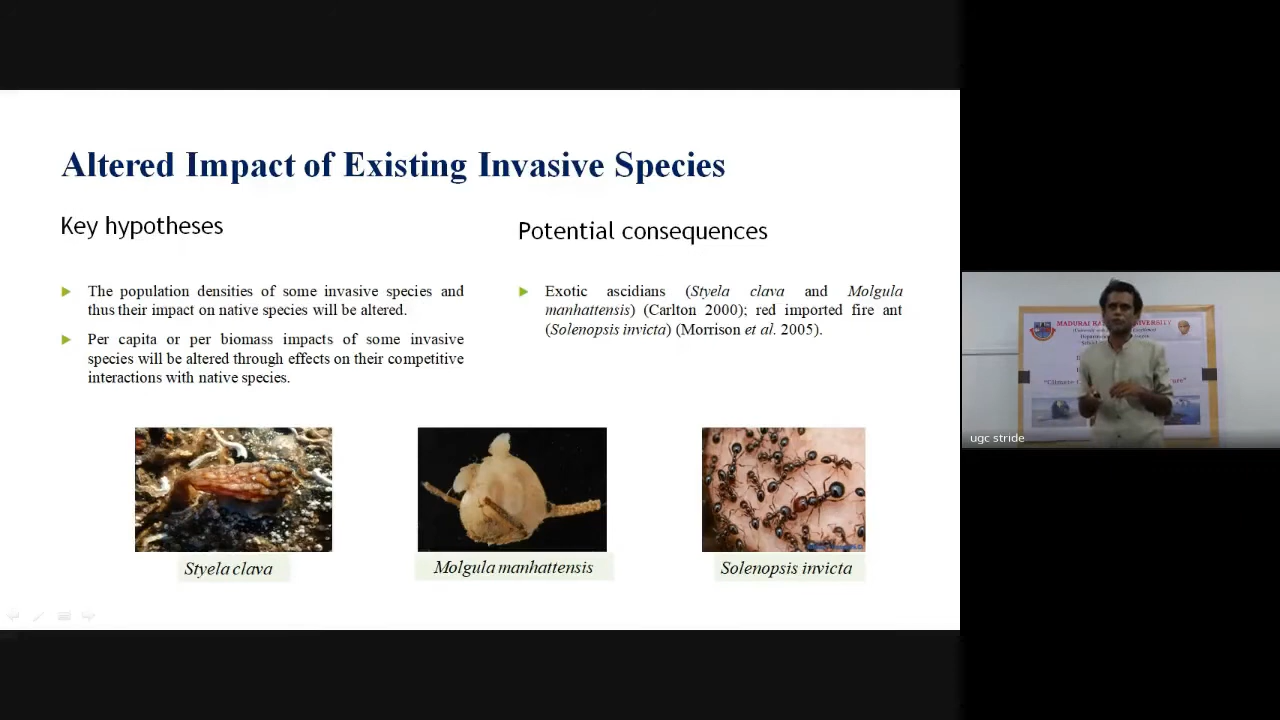 Altered Impact of Existing Invasive Species
Key hypotheses
The population densities of some invasive species and
thus their impact on native species will be altered.
Per capita or per biomass impacts of some invasive
species will be altered through effects on their competitive
interactions with native species.
Potential consequences
Exotic ascidians (Styela clava and Molgula
manhattensis) (Carlton 2000); red imported fire ant
(Solenopsis invicta) (Morrison et al. 2005).
Styela clava
Molgula manhattensis
Solenopsis invicta
MADURAI
UNIVERSITY
ugc stride